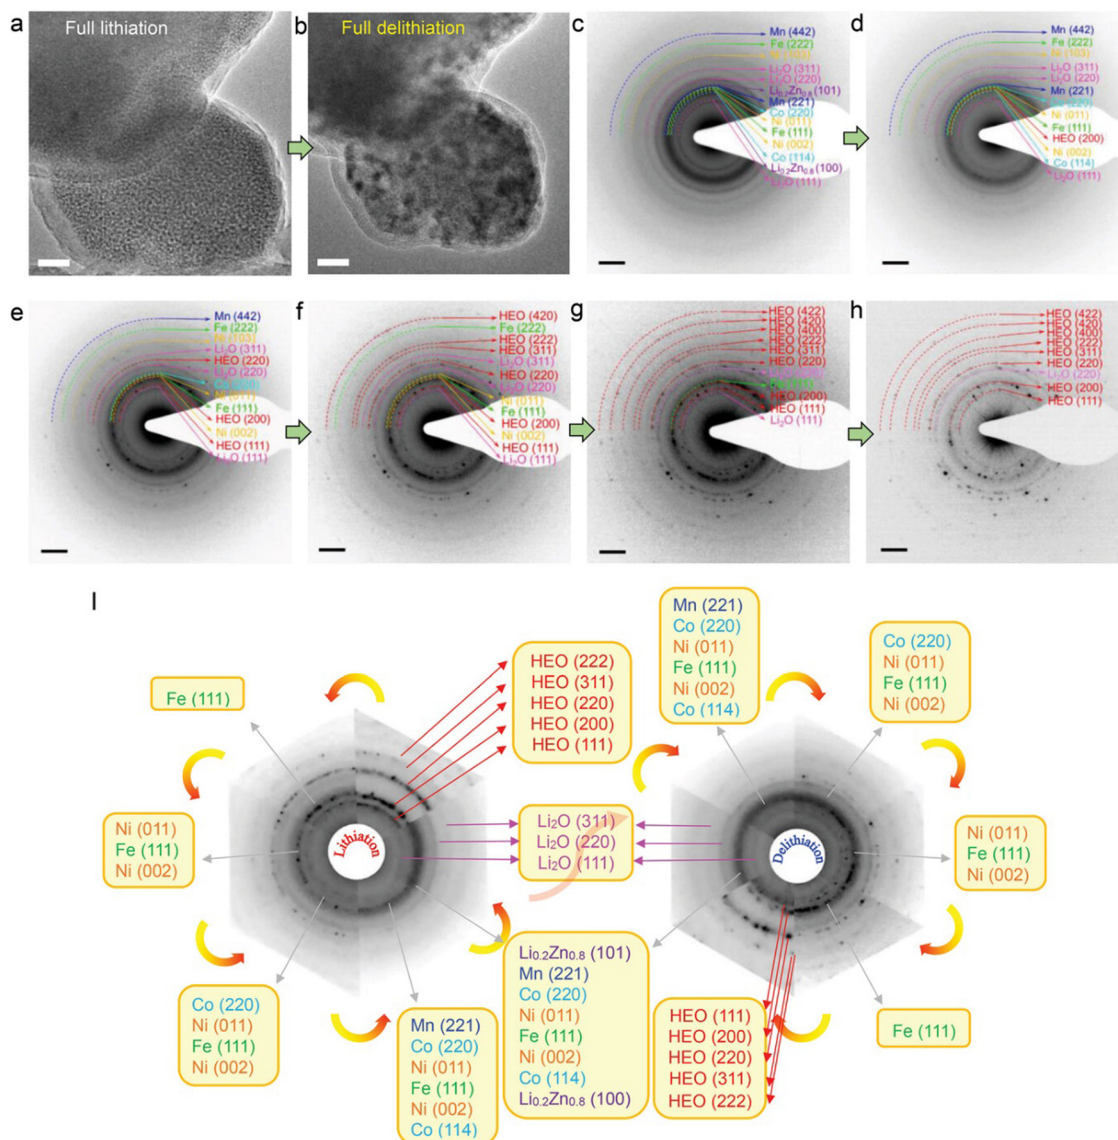 a
Full lithiation
b
Full delithiation
c
Mn (442)
Fe (222)
Ni (103)
Li₂O (311)
Li₂O (220)
Li₀.₂Zn₀.₈ (101)
Mn (221)
Co (220)
Ni (011)
Fe (111)
Ni (002)
Co (114)
Li₀.₂Zn₀.₈ (100)
Li₂O (111)
d
Mn (442)
Fe (222)
Ni (103)
Li₂O (311)
Li₂O (220)
Mn (221)
Co (220)
Ni (011)
Fe (111)
HEO (200)
Ni (002)
Co (114)
Li₂O (111)
e
Mn (442)
Fe (222)
Ni (103)
Li₂O (311)
HEO (220)
Li₂O (220)
Co (220)
Ni (011)
Fe (111)
HEO (200)
Ni (002)
HEO (111)
Li₂O (111)
f
HEO (420)
Fe (222)
HEO (222)
HEO (311)
Li₂O (311)
HEO (220)
Li₂O (220)
Ni (011)
Fe (111)
HEO (200)
Ni (002)
HEO (111)
Li₂O (111)
g
HEO (422)
HEO (420)
HEO (400)
HEO (222)
HEO (311)
HEO (220)
Li₂O (220)
Fe (111)
HEO (200)
HEO (111)
Li₂O (111)
h
HEO (422)
HEO (420)
HEO (400)
HEO (222)
HEO (311)
HEO (220)
Li₂O (220)
HEO (200)
HEO (111)
I
Fe (111)
Ni (011)
Fe (111)
Ni (002)
Co (220)
Ni (011)
Fe (111)
Ni (002)
Lithiation
HEO (222)
HEO (311)
HEO (220)
HEO (200)
HEO (111)
Li₂O (311)
Li₂O (220)
Li₂O (111)
Mn (221)
Co (220)
Ni (011)
Fe (111)
Ni (002)
Co (114)
Li₀.₂Zn₀.₈ (101)
Mn (221)
Co (220)
Ni (011)
Fe (111)
Ni (002)
Co (114)
Li₀.₂Zn₀.₈ (100)
Mn (221)
Co (220)
Ni (011)
Fe (111)
Ni (002)
Co (114)
Co (220)
Ni (011)
Fe (111)
Ni (002)
Delithiation
Ni (011)
Fe (111)
Ni (002)
Fe (111)
HEO (111)
HEO (200)
HEO (220)
HEO (311)
HEO (222)